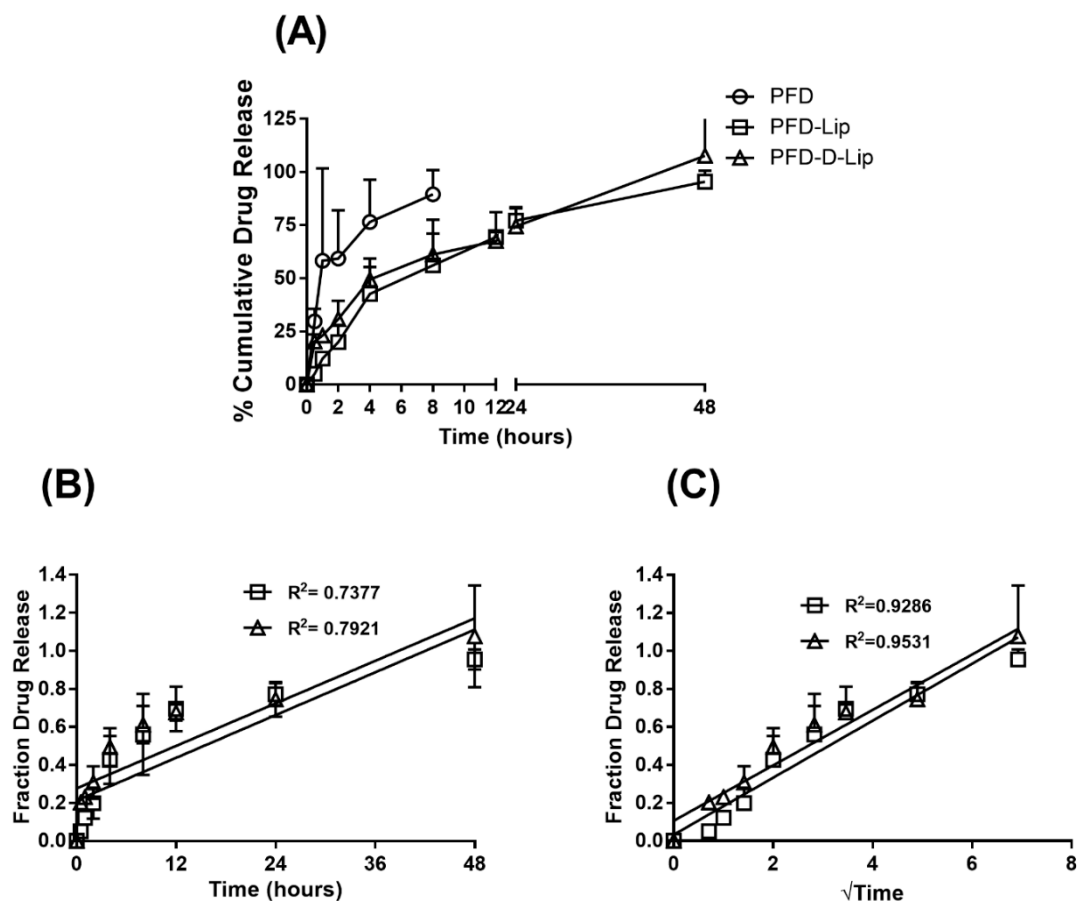 (A)
PFD
PFD-Lip
PFD-D-Lip
% Cumulative Drug Release
125
100
75
50
25
0
0 2 4 6 8 10 12 24 48
Time (hours)
(B)
(C)
Fraction Drug Release
1.4
1.2
1.0
0.8
0.6
0.4
0.2
0.0
R²= 0.7377
R²= 0.7921
0 12 24 36 48
Time (hours)
Fraction Drug Release
1.4
1.2
1.0
0.8
0.6
0.4
0.2
0.0
R²=0.9286
R²=0.9531
0 2 4 6 8
√Time